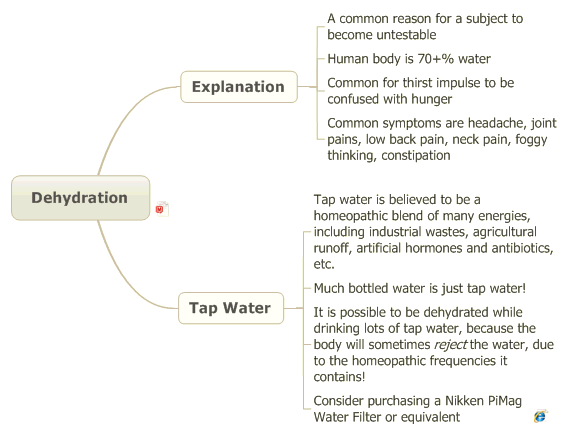 Dehydration
Explanation
A common reason for a subject to
become untestable
Human body is 70+% water
Common for thirst impulse to be
confused with hunger
Common symptoms are headache, joint
pains, low back pain, neck pain, foggy
thinking, constipation
Tap Water
Tap water is believed to be a
homeopathic blend of many energies,
including industrial wastes, agricultural
runoff, artificial hormones and antibiotics,
etc.
Much bottled water is just tap water!
It is possible to be dehydrated while
drinking lots of tap water, because the
body will sometimes reject the water, due
to the homeopathic frequencies it
contains!
Consider purchasing a Nikken PiMag
Water Filter or equivalent